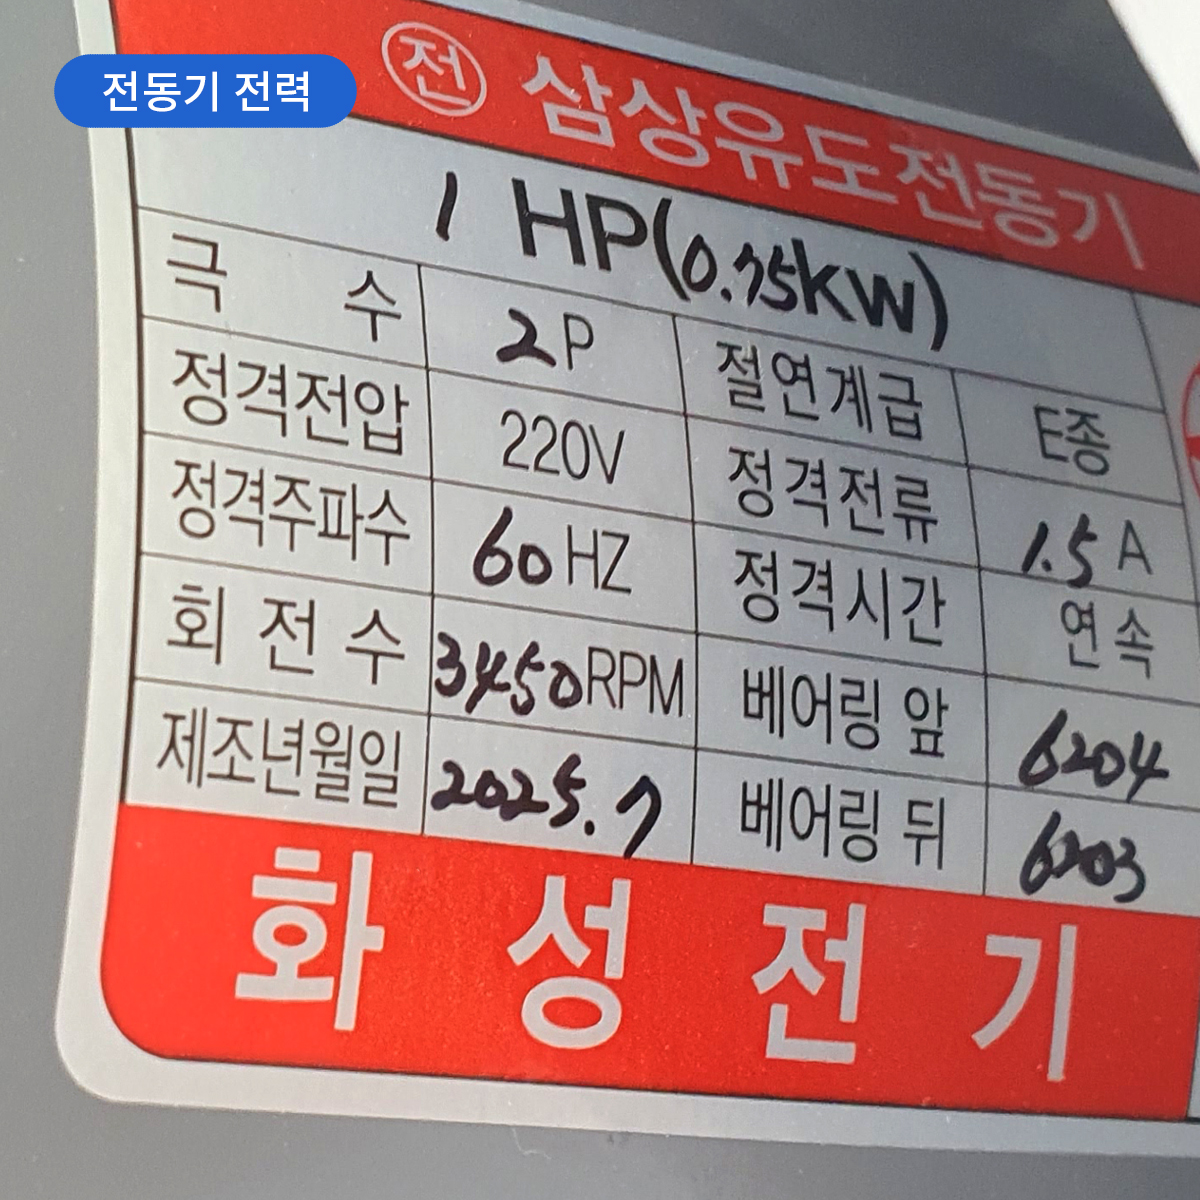 전동기 전력
전 삼상유도전동기
1 HP(0.75kW)
극 수 2P 절연계급 E종
정격전압 220V 정격전류 1.5 A
정격주파수 60 HZ 정격시간 연속
회전수 3450RPM 베어링 앞 6204
제조년월일 2025.7 베어링 뒤 6203
화성전기